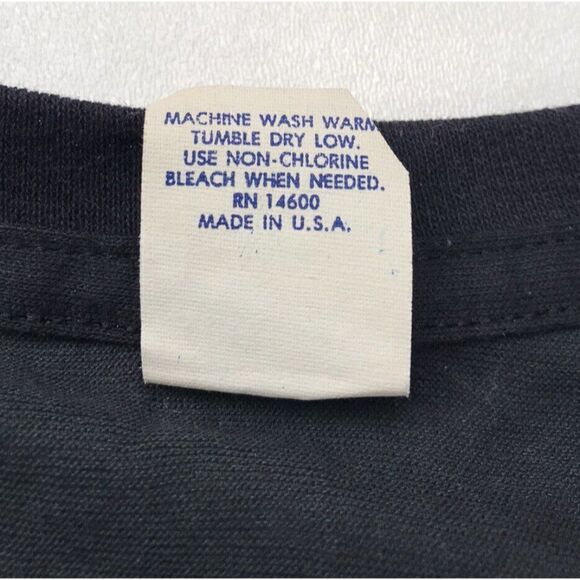 MACHINE WASH WARM
TUMBLE DRY LOW.
USE NON-CHLORINE
BLEACH WHEN NEEDED.
RN 14600
MADE IN U.S.A.